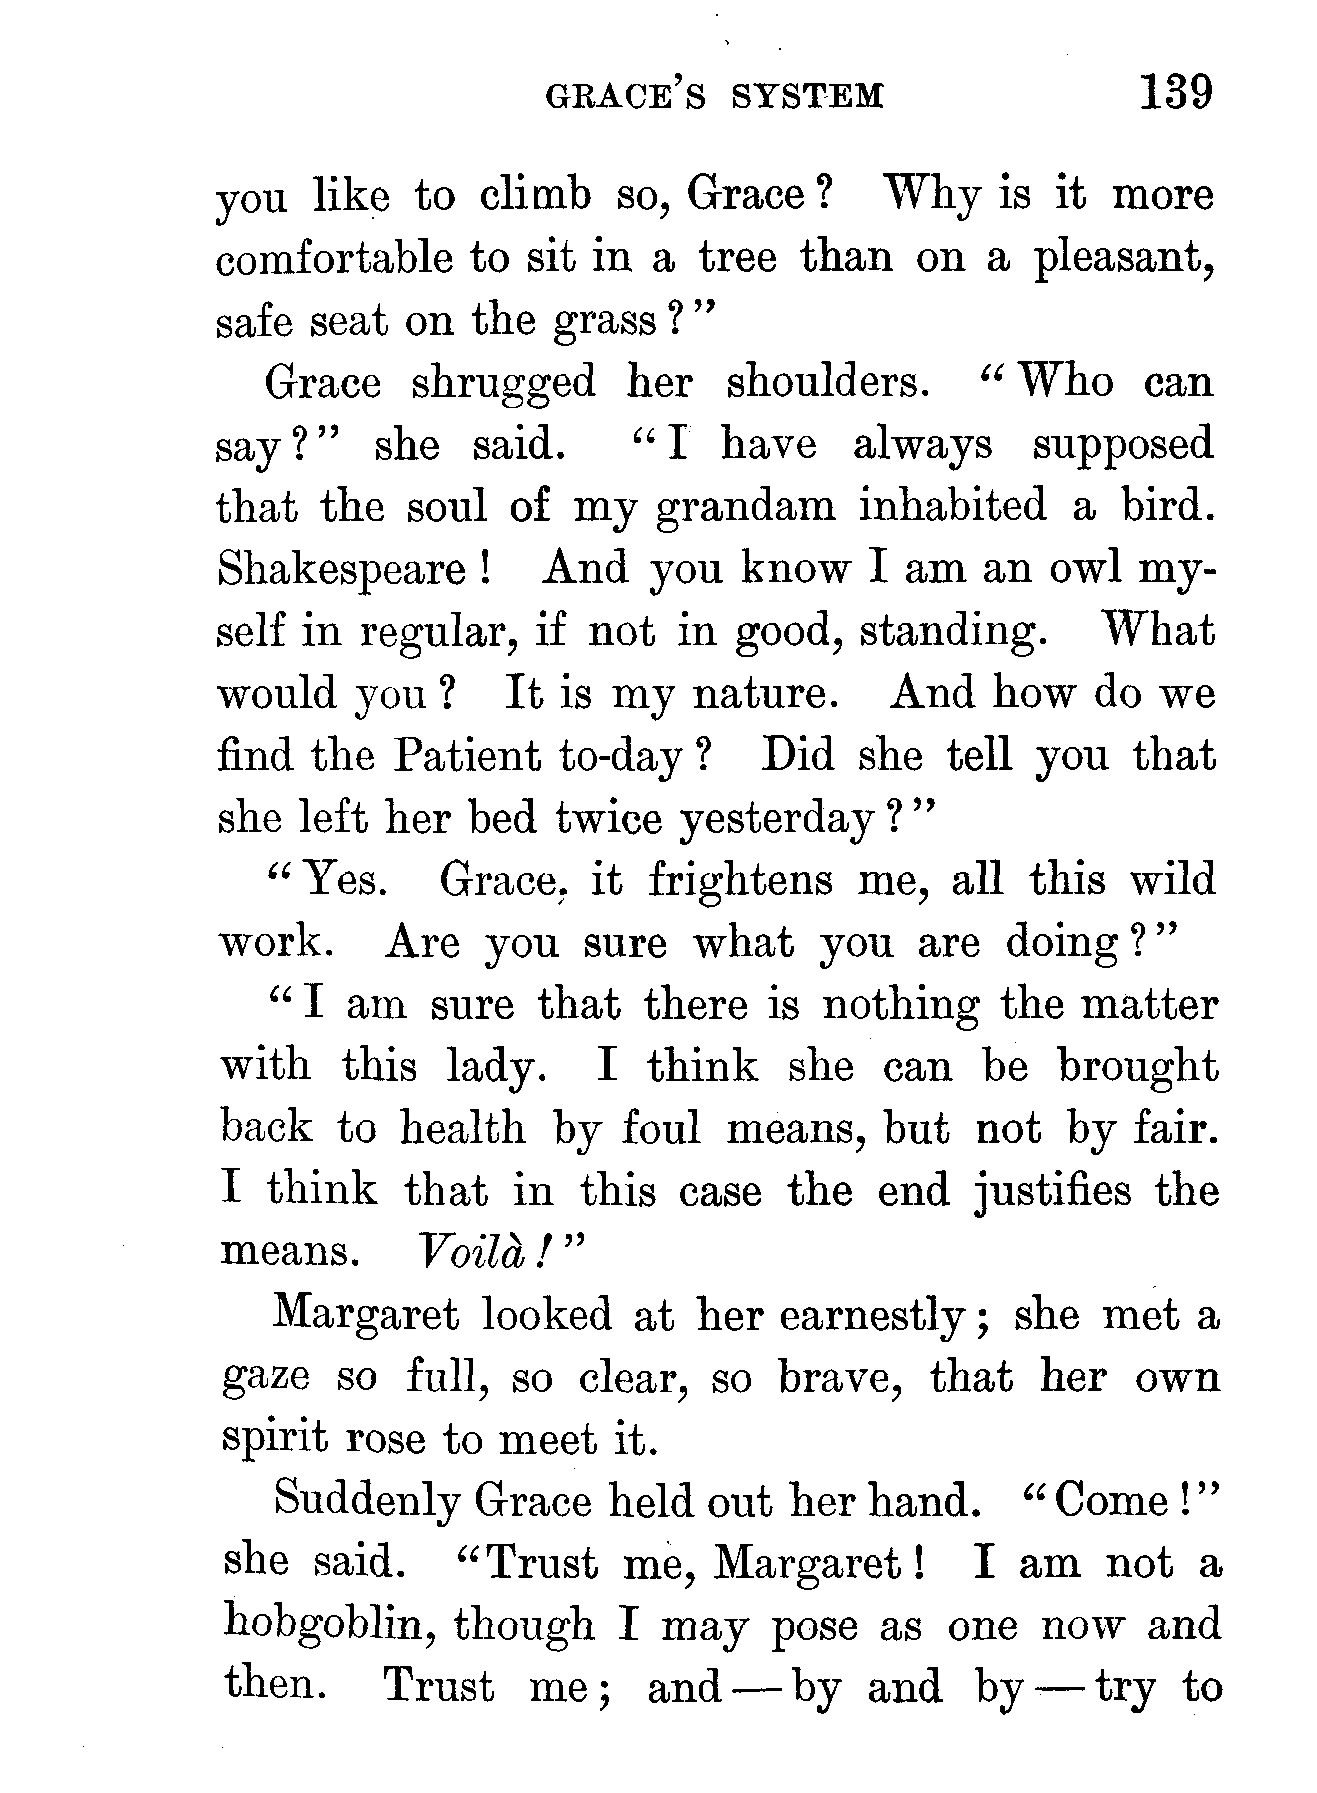 GRACE'S SYSTEM 139
you like to climb so, Grace? Why is it more
comfortable to sit in a tree than on a pleasant,
safe seat on the grass?"
Grace shrugged her shoulders. "Who can
say?" she said. "I have always supposed
that the soul of my grandam inhabited a bird.
Shakespeare! And you know I am an owl my-
self in regular, if not in good, standing. What
would you? It is my nature. And how do we
find the Patient to-day? Did she tell you that
she left her bed twice yesterday?"
"Yes. Grace, it frightens me, all this wild
work. Are you sure what you are doing?"
"I am sure that there is nothing the matter
with this lady. I think she can be brought
back to health by foul means, but not by fair.
I think that in this case the end justifies the
means. Voilà!"
Margaret looked at her earnestly; she met a
gaze so full, so clear, so brave, that her own
spirit rose to meet it.
Suddenly Grace held out her hand. "Come!"
she said. "Trust me, Margaret! I am not a
hobgoblin, though I may pose as one now and
then. Trust me; and—by and by—try to